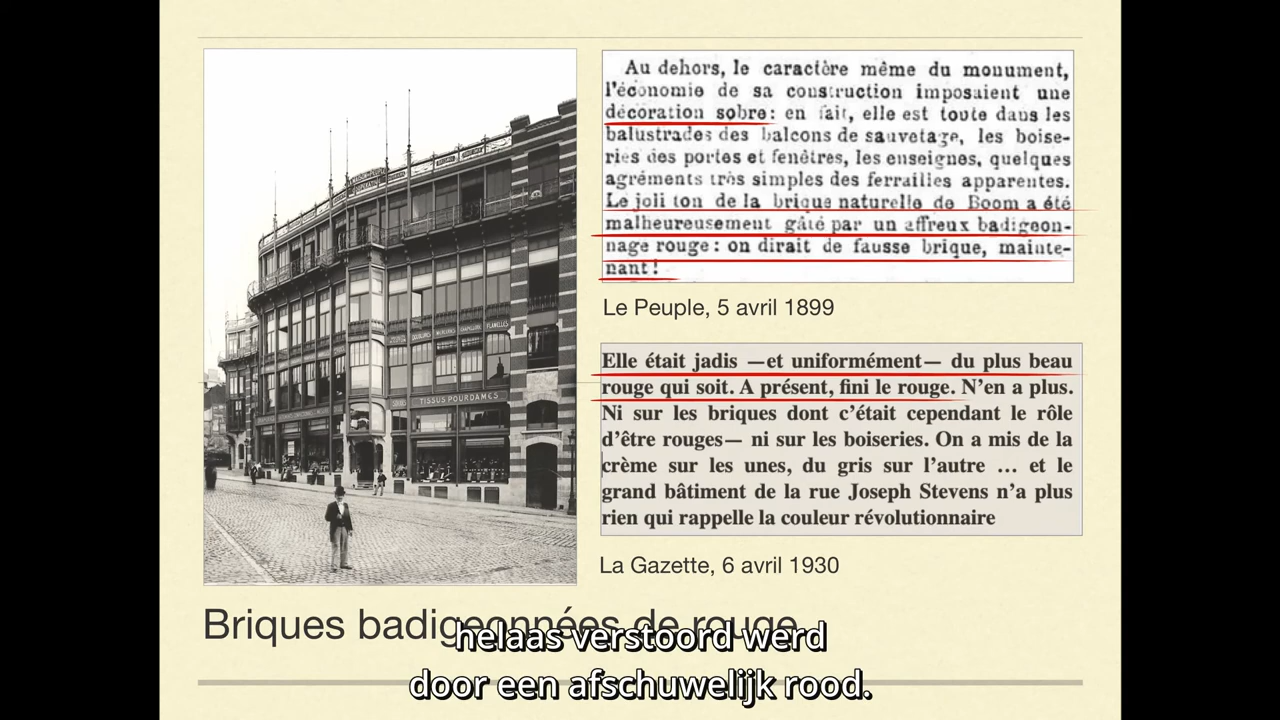 Au dehors, le caractère même du monument,
l'économie de sa construction imposaient une
décoration sobre: en fait, elle est toute dans les
balustrades des balcons de sauvetage, les boise-
ries des portes et fenêtres, les enseignes, quelques
agréments très simples des ferrailles apparentes.
Le joli ton de la brique naturelle de Boom a été
malheureusement gâté par un affreux badigeon-
nage rouge: on dirait de fausse brique, mainte-
nant!
Le Peuple, 5 avril 1899
Elle était jadis —et uniformément— du plus beau
rouge qui soit. A présent, fini le rouge. N'en a plus.
Ni sur les briques dont c'était cependant le rôle
d'être rouges— ni sur les boiseries. On a mis de la
crème sur les unes, du gris sur l'autre … et le
grand bâtiment de la rue Joseph Stevens n'a plus
rien qui rappelle la couleur révolutionnaire
La Gazette, 6 avril 1930
TISSUS POUR DAMES
FLANELLES
Briques badigeonnées de rouge
helaas verstoord werd
door een afschuwelijk rood.